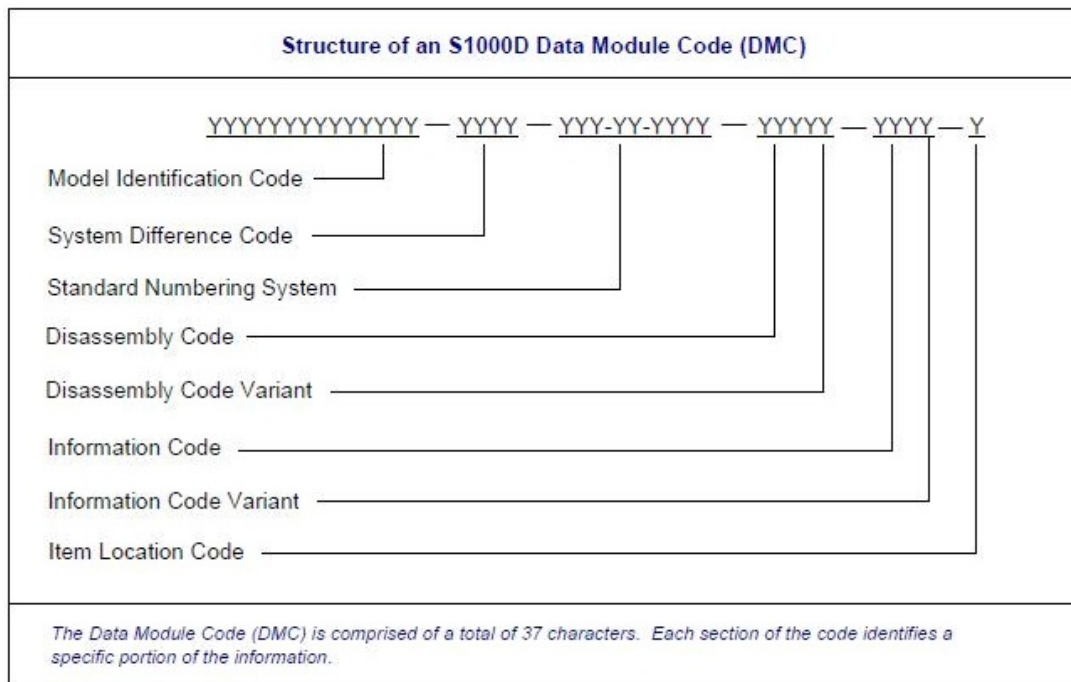 Structure of an S1000D Data Module Code (DMC)
YYYYYYYYYYYYYY — YYYY — YYY-YY-YYYY — YYYYY — YYYY — Y
Model Identification Code
System Difference Code
Standard Numbering System
Disassembly Code
Disassembly Code Variant
Information Code
Information Code Variant
Item Location Code
The Data Module Code (DMC) is comprised of a total of 37 characters. Each section of the code identifies a
specific portion of the information.